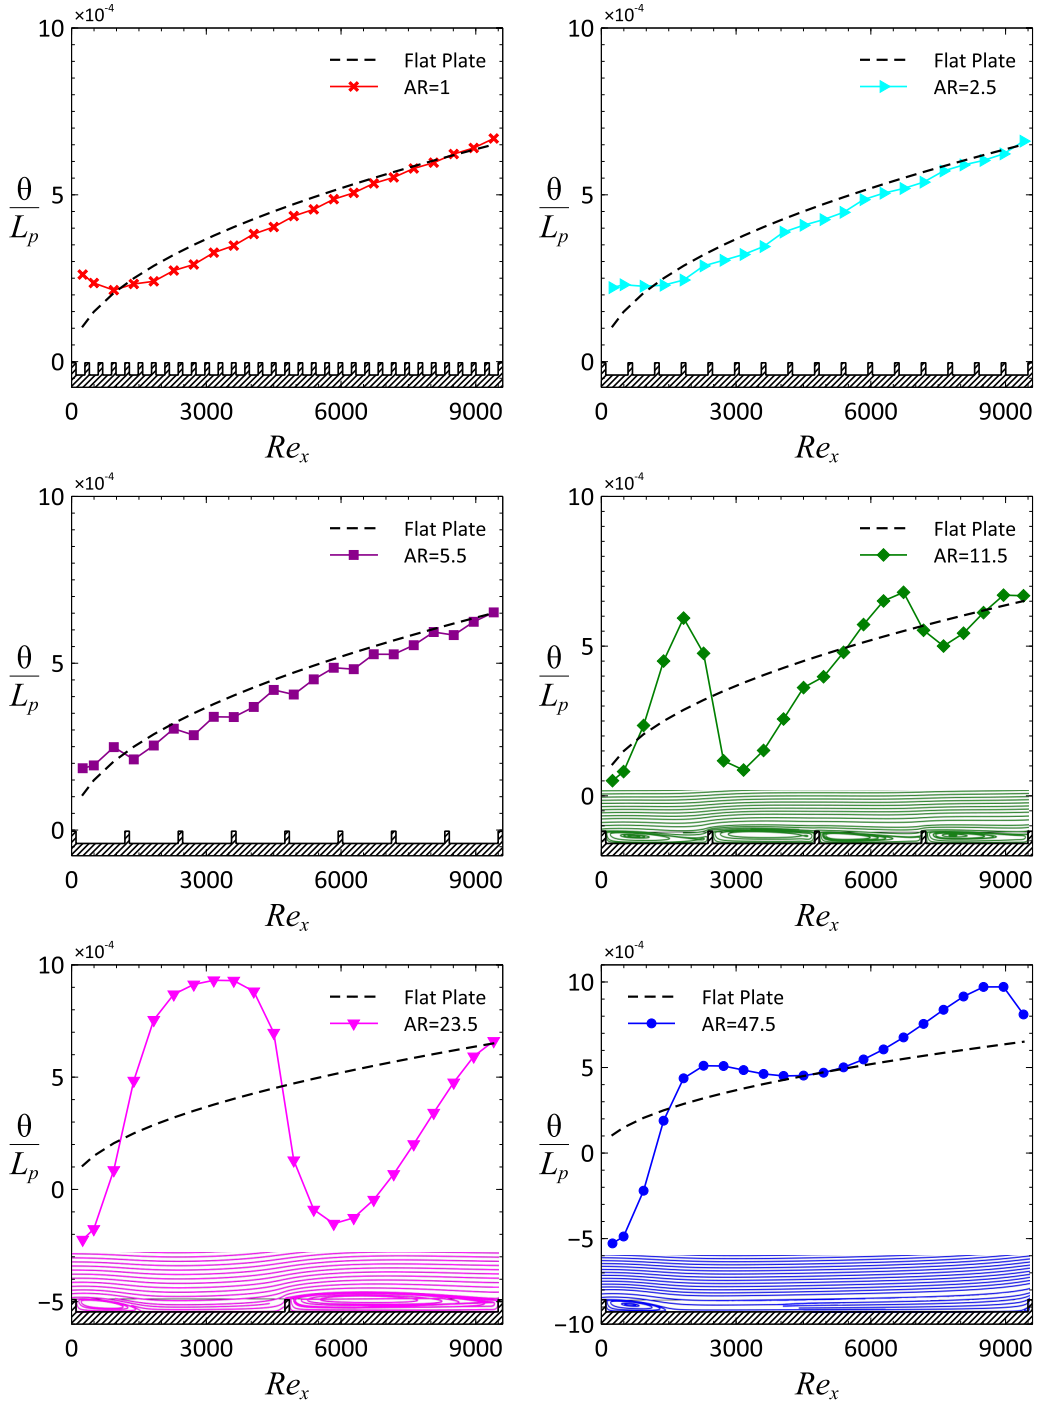 ×10⁻⁴
10
Flat Plate
AR=1
5
θ
Lₚ
0
0 3000 6000 9000
Reₓ
×10⁻⁴
10
Flat Plate
AR=2.5
5
θ
Lₚ
0
0 3000 6000 9000
Reₓ
×10⁻⁴
10
Flat Plate
AR=5.5
5
θ
Lₚ
0
0 3000 6000 9000
Reₓ
×10⁻⁴
10
Flat Plate
AR=11.5
5
θ
Lₚ
0
0 3000 6000 9000
Reₓ
×10⁻⁴
10
Flat Plate
AR=23.5
5
θ
Lₚ
0
−5
0 3000 6000 9000
Reₓ
×10⁻⁴
10
Flat Plate
AR=47.5
5
θ
Lₚ
0
−5
−10
0 3000 6000 9000
Reₓ